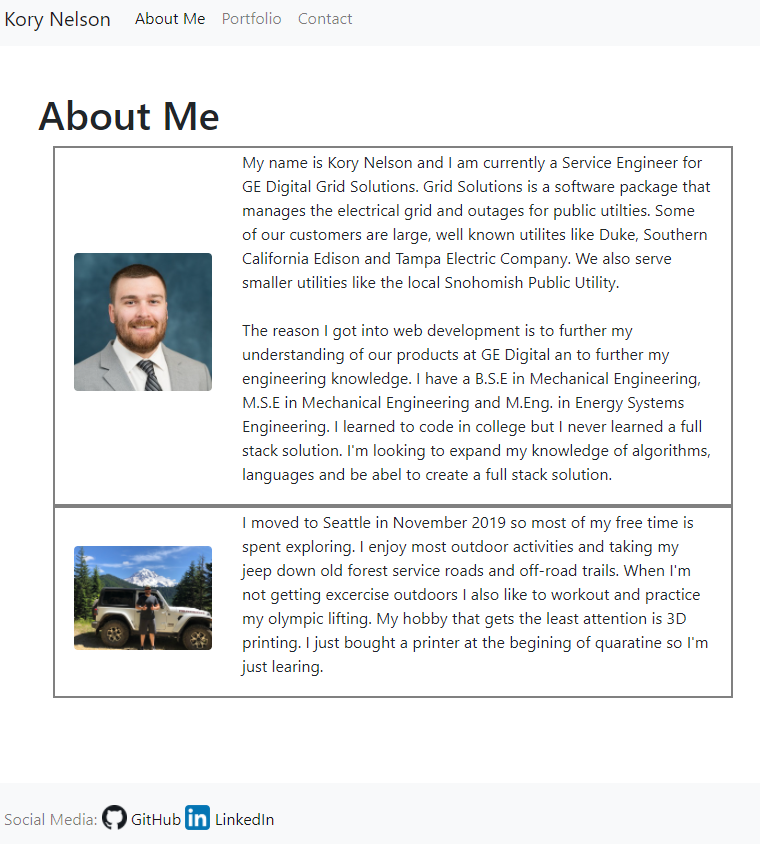 Kory Nelson About Me Portfolio Contact
About Me
My name is Kory Nelson and I am currently a Service Engineer for
GE Digital Grid Solutions. Grid Solutions is a software package that
manages the electrical grid and outages for public utilties. Some
of our customers are large, well known utilites like Duke, Southern
California Edison and Tampa Electric Company. We also serve
smaller utilities like the local Snohomish Public Utility.
The reason I got into web development is to further my
understanding of our products at GE Digital an to further my
engineering knowledge. I have a B.S.E in Mechanical Engineering,
M.S.E in Mechanical Engineering and M.Eng. in Energy Systems
Engineering. I learned to code in college but I never learned a full
stack solution. I'm looking to expand my knowledge of algorithms,
languages and be abel to create a full stack solution.
I moved to Seattle in November 2019 so most of my free time is
spent exploring. I enjoy most outdoor activities and taking my
jeep down old forest service roads and off-road trails. When I'm
not getting excercise outdoors I also like to workout and practice
my olympic lifting. My hobby that gets the least attention is 3D
printing. I just bought a printer at the begining of quaratine so I'm
just learing.
Social Media: GitHub in LinkedIn